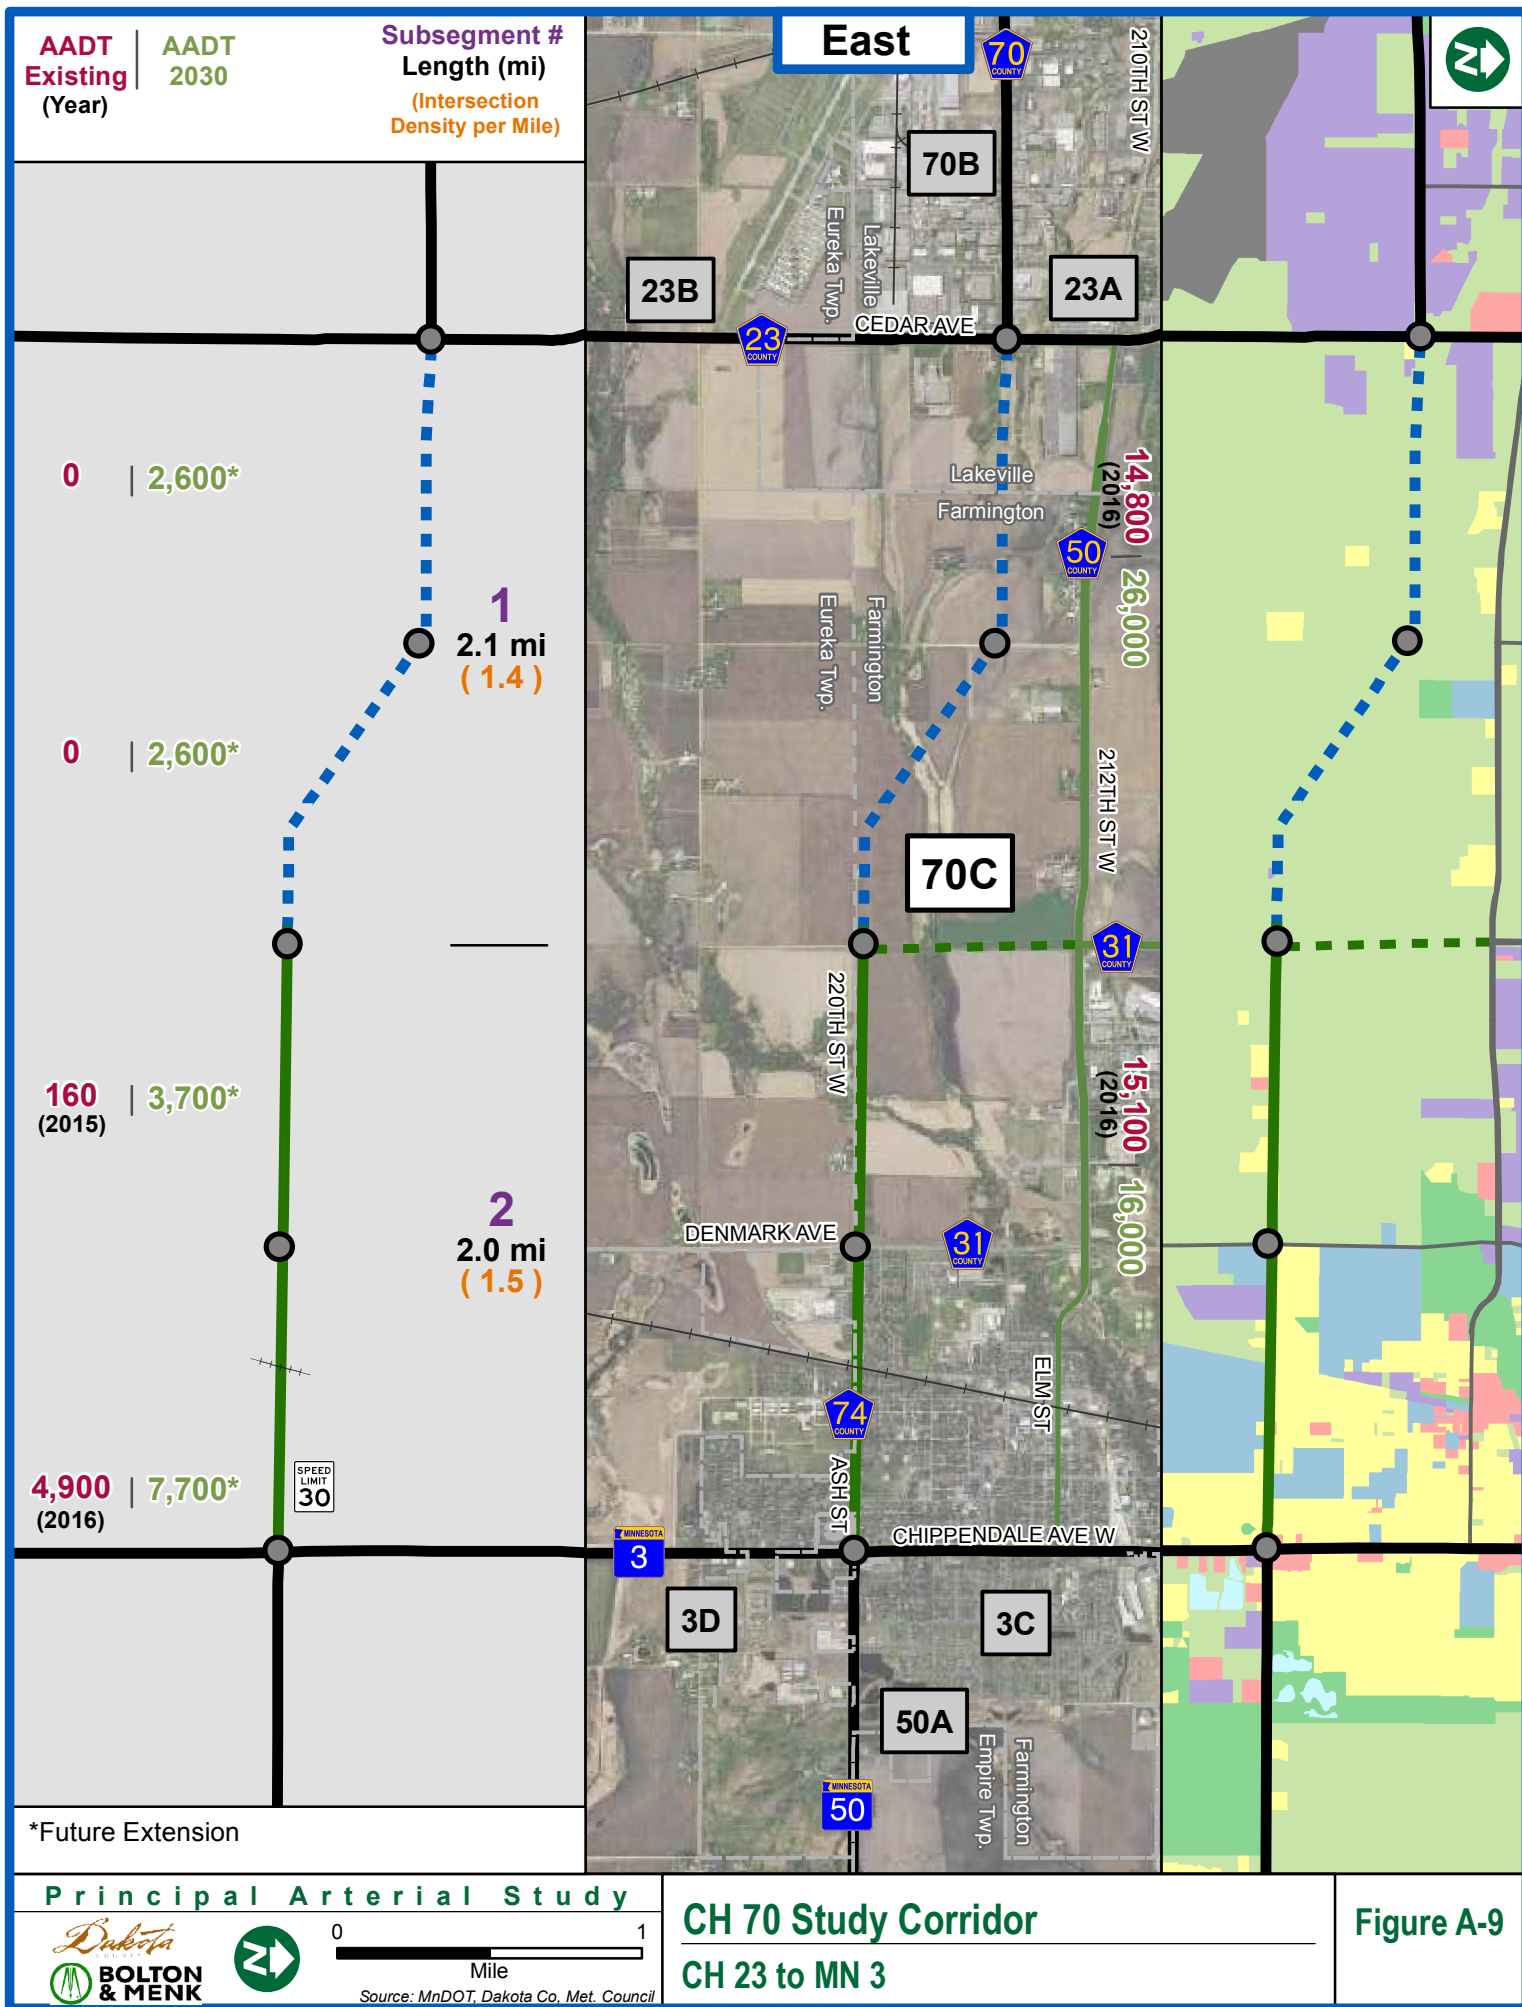 AADT
Existing
(Year)
AADT
2030
Subsegment #
Length (mi)
(Intersection
Density per Mile)
East
70
COUNTY
210TH ST W
N
70B
Eureka Twp.
Lakeville
23B
23A
CEDAR AVE
23
COUNTY
0 | 2,600*
Lakeville
Farmington
14,800
(2016)
50
COUNTY
26,000
1
2.1 mi
( 1.4 )
Eureka Twp.
Farmington
0 | 2,600*
212TH ST W
70C
31
COUNTY
220TH ST W
160 | 3,700*
(2015)
15,100
(2016)
16,000
2
2.0 mi
( 1.5 )
DENMARK AVE
31
COUNTY
ELM ST
74
COUNTY
ASH ST
4,900 | 7,700*
(2016)
SPEED
LIMIT
30
CHIPPENDALE AVE W
MINNESOTA
3
3D
3C
50A
Empire Twp.
Farmington
MINNESOTA
50
*Future Extension
Principal Arterial Study
Dakota
COUNTY
BOLTON
& MENK
N
0 1
Mile
Source: MnDOT, Dakota Co, Met. Council
CH 70 Study Corridor
CH 23 to MN 3
Figure A-9